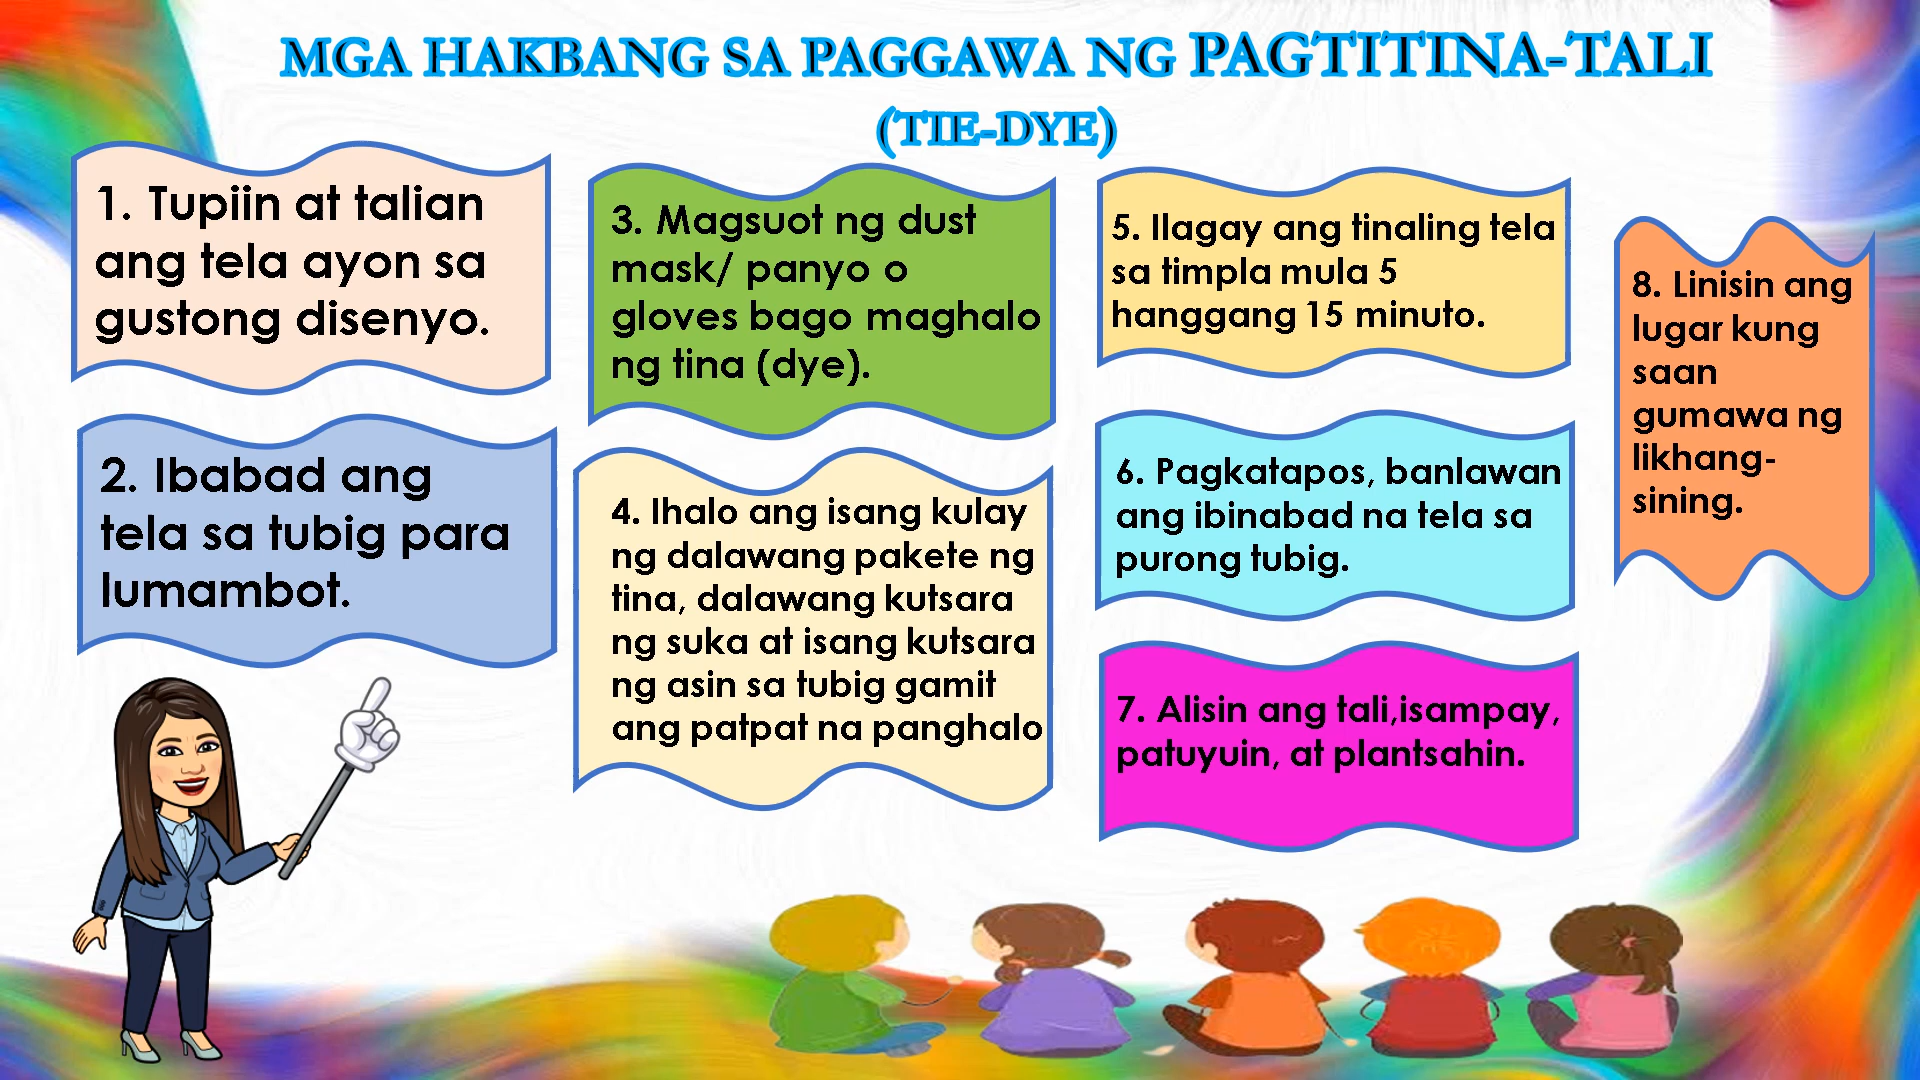 MGA HAKBANG SA PAGGAWA NG PAGTITINA-TALI
(TIE-DYE)
1. Tupiin at talian
ang tela ayon sa
gustong disenyo.
2. Ibabad ang
tela sa tubig para
lumambot.
3. Magsuot ng dust
mask/ panyo o
gloves bago maghalo
ng tina (dye).
4. Ihalo ang isang kulay
ng dalawang pakete ng
tina, dalawang kutsara
ng suka at isang kutsara
ng asin sa tubig gamit
ang patpat na panghalo
5. Ilagay ang tinaling tela
sa timpla mula 5
hanggang 15 minuto.
6. Pagkatapos, banlawan
ang ibinabad na tela sa
purong tubig.
7. Alisin ang tali,isampay,
patuyuin, at plantsahin.
8. Linisin ang
lugar kung
saan
gumawa ng
likhang-
sining.